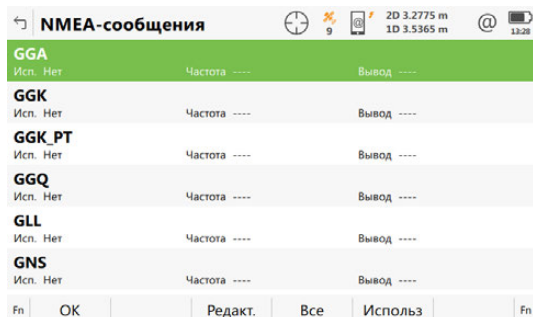 NMEA-сообщения
9
@
2D 3.2775 m
1D 3.5365 m
@
13:28
GGA
Исп. Нет Частота ---- Вывод ----
GGK
Исп. Нет Частота ---- Вывод ----
GGK_PT
Исп. Нет Частота ---- Вывод ----
GGQ
Исп. Нет Частота ---- Вывод ----
GLL
Исп. Нет Частота ---- Вывод ----
GNS
Исп. Нет Частота ---- Вывод ----
Fn OK Редакт. Все Использ Fn